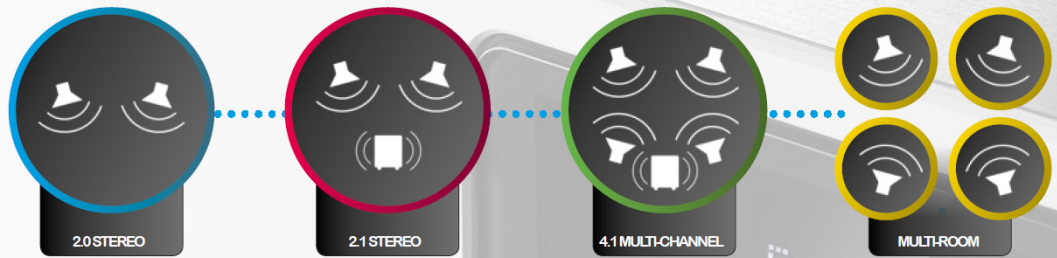 2.0 STEREO
2.1 STEREO
4.1 MULTI-CHANNEL
MULTI-ROOM